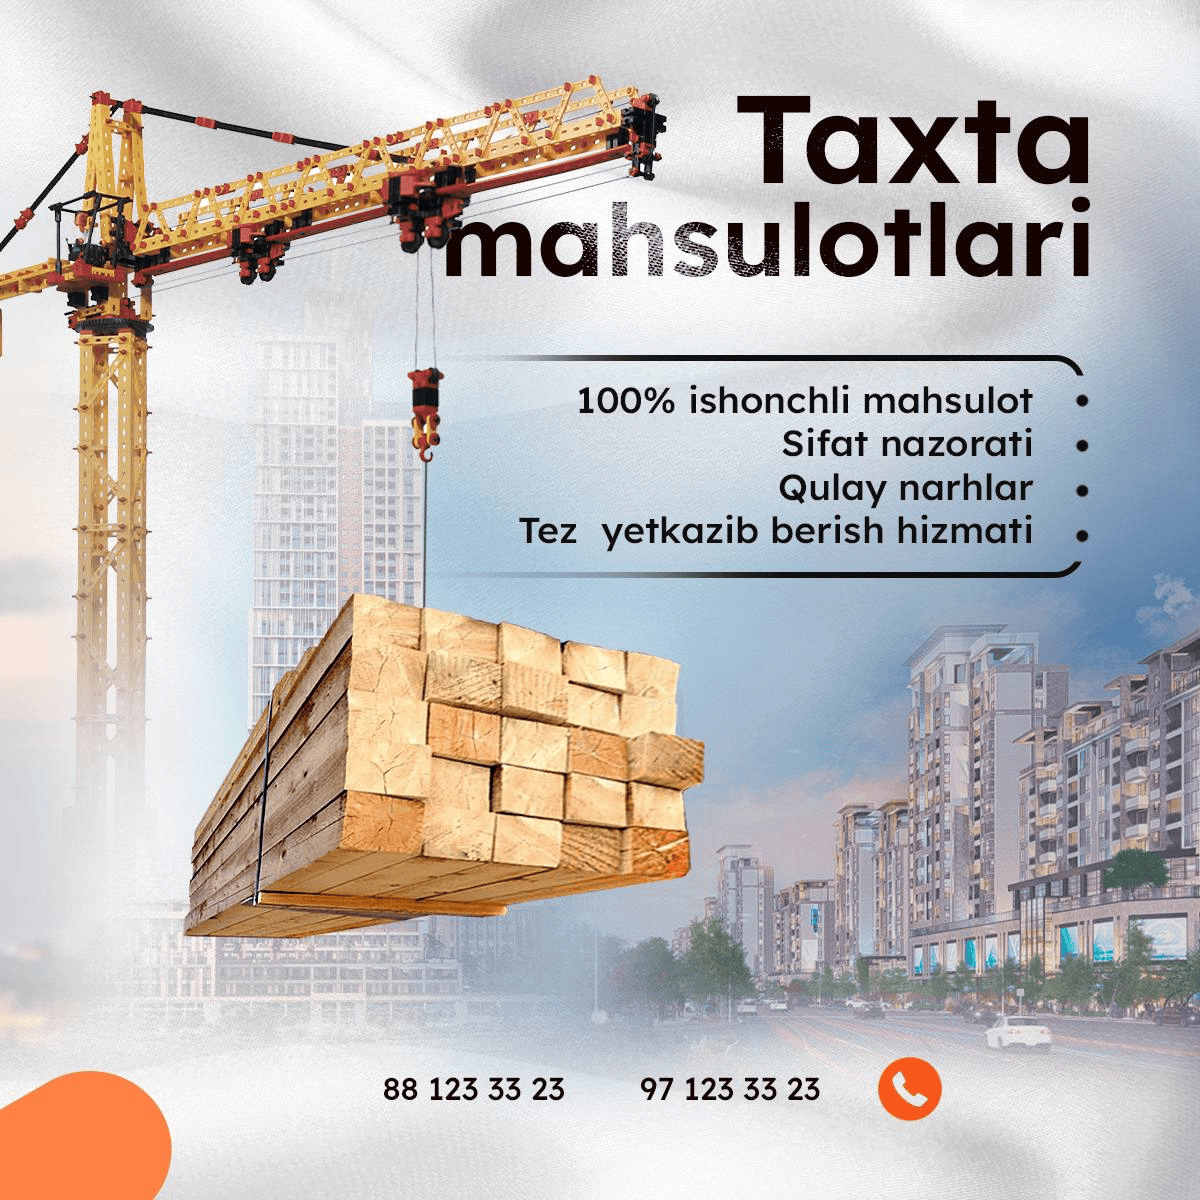 Taxta
mahsulotlari
100% ishonchli mahsulot
Sifat nazorati
Qulay narhlar
Tez  yetkazib berish hizmati
88 123 33 23
97 123 33 23